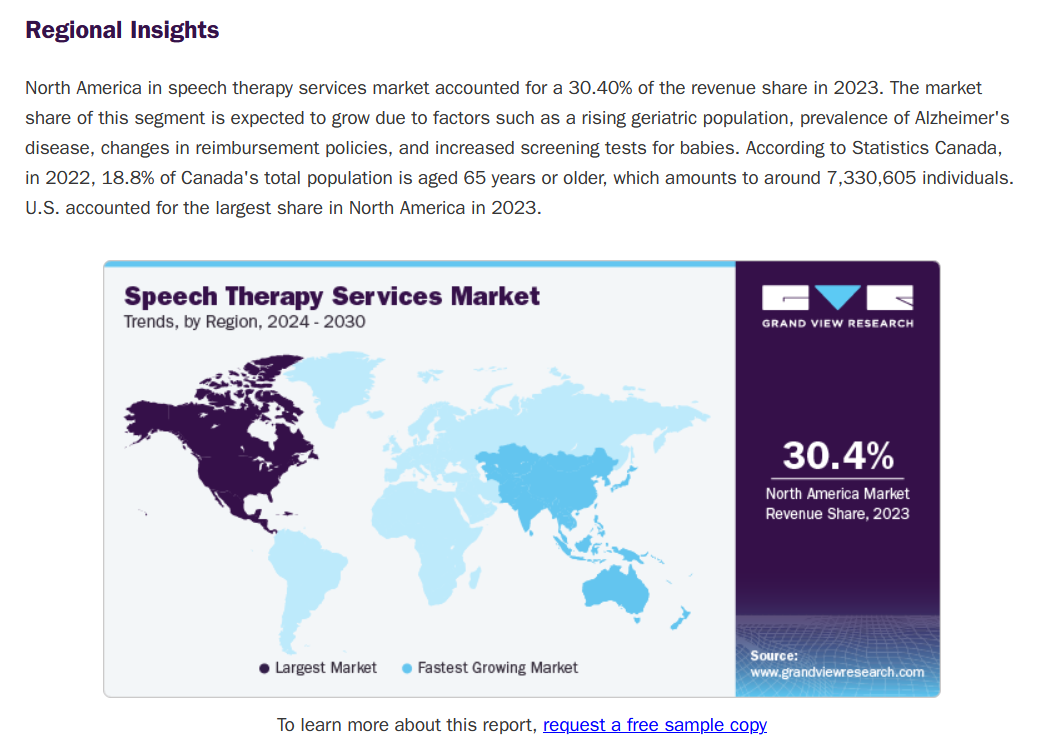 Regional Insights
North America in speech therapy services market accounted for a 30.40% of the revenue share in 2023. The market
share of this segment is expected to grow due to factors such as a rising geriatric population, prevalence of Alzheimer's
disease, changes in reimbursement policies, and increased screening tests for babies. According to Statistics Canada,
in 2022, 18.8% of Canada's total population is aged 65 years or older, which amounts to around 7,330,605 individuals.
U.S. accounted for the largest share in North America in 2023.
Speech Therapy Services Market
Trends, by Region, 2024 - 2030
Largest Market
Fastest Growing Market
GRAND VIEW RESEARCH
30.4%
North America Market
Revenue Share, 2023
Source:
www.grandviewresearch.com
To learn more about this report, request a free sample copy